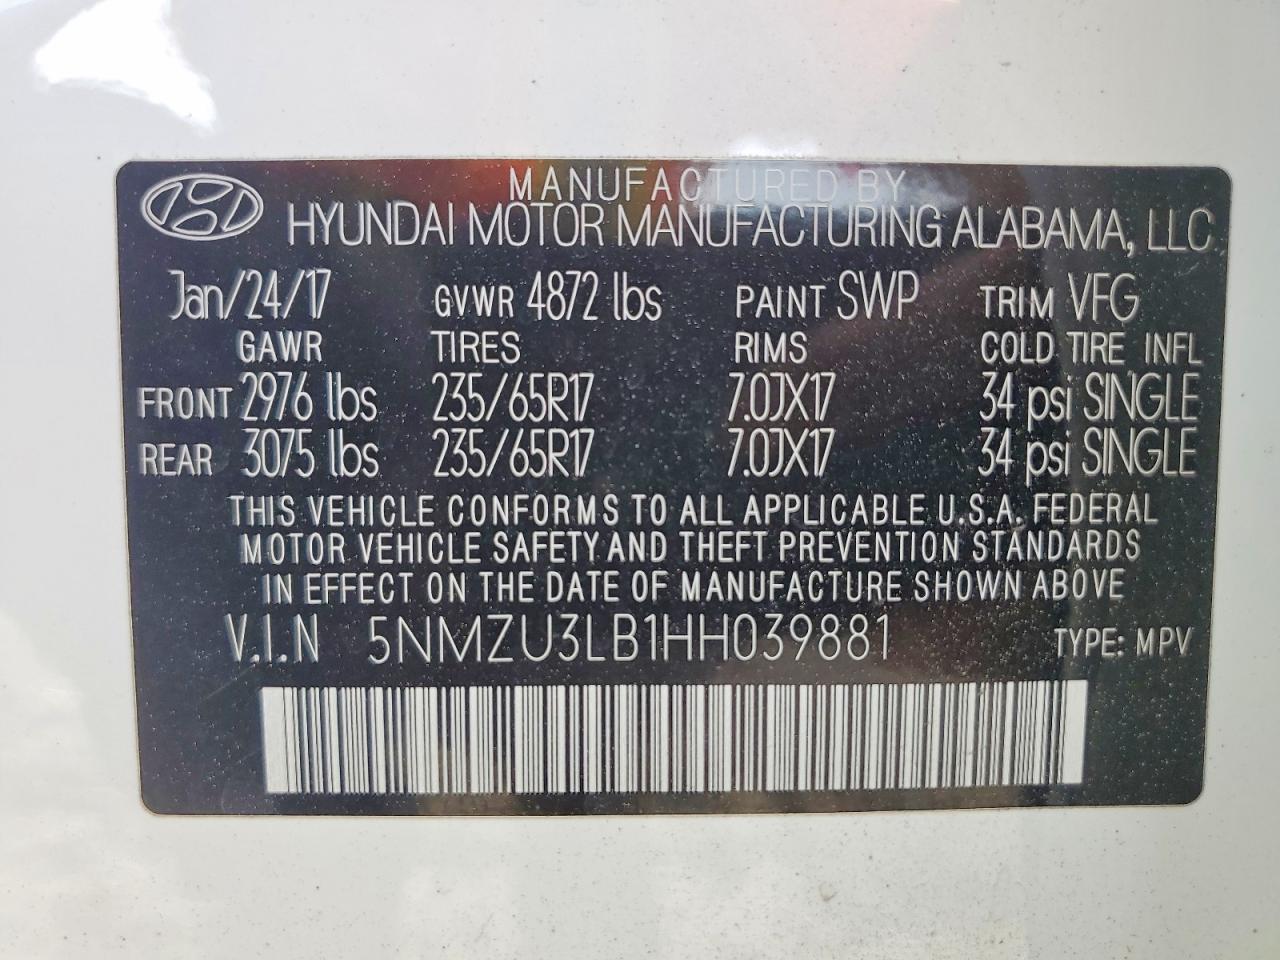 MANUFACTURED BY
HYUNDAI MOTOR MANUFACTURING ALABAMA, LLC
Jan/24/17 GVWR 4872 lbs PAINT SWP TRIM VFG
GAWR TIRES RIMS COLD TIRE INFL
FRONT 2976 lbs 235/65R17 7.0JX17 34 psi SINGLE
REAR 3075 lbs 235/65R17 7.0JX17 34 psi SINGLE
THIS VEHICLE CONFORMS TO ALL APPLICABLE U.S.A. FEDERAL
MOTOR VEHICLE SAFETY AND THEFT PREVENTION STANDARDS
IN EFFECT ON THE DATE OF MANUFACTURE SHOWN ABOVE
V.I.N 5NMZU3LB1HH039881 TYPE: MPV